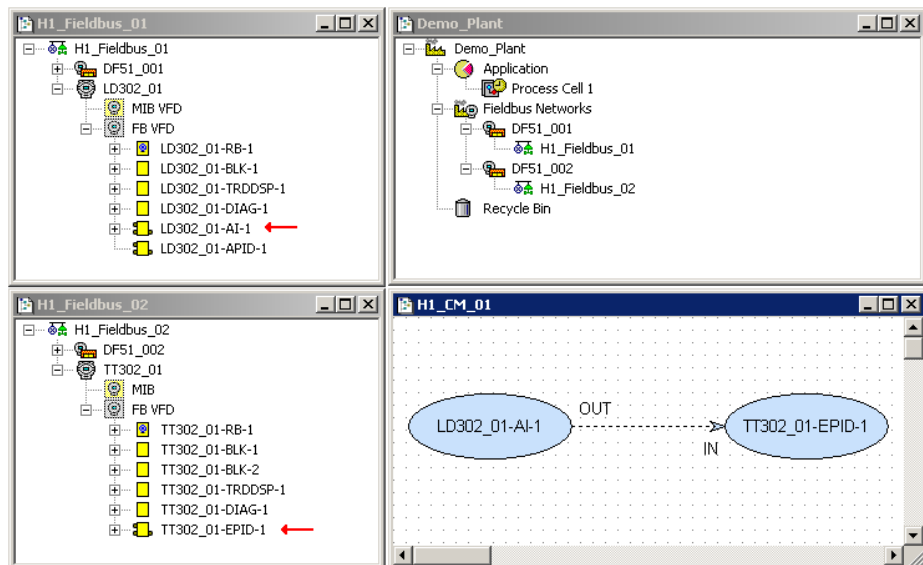 H1_Fieldbus_01
H1_Fieldbus_01
DF51_001
LD302_01
MIB VFD
FB VFD
LD302_01-RB-1
LD302_01-BLK-1
LD302_01-TRDDSP-1
LD302_01-DIAG-1
LD302_01-AI-1
LD302_01-APID-1
Demo_Plant
Demo_Plant
Application
Process Cell 1
Fieldbus Networks
DF51_001
H1_Fieldbus_01
DF51_002
H1_Fieldbus_02
Recycle Bin
H1_Fieldbus_02
H1_Fieldbus_02
DF51_002
TT302_01
MIB
FB VFD
TT302_01-RB-1
TT302_01-BLK-1
TT302_01-BLK-2
TT302_01-TRDDSP-1
TT302_01-DIAG-1
TT302_01-EPID-1
H1_CM_01
LD302_01-AI-1
OUT
IN
TT302_01-EPID-1